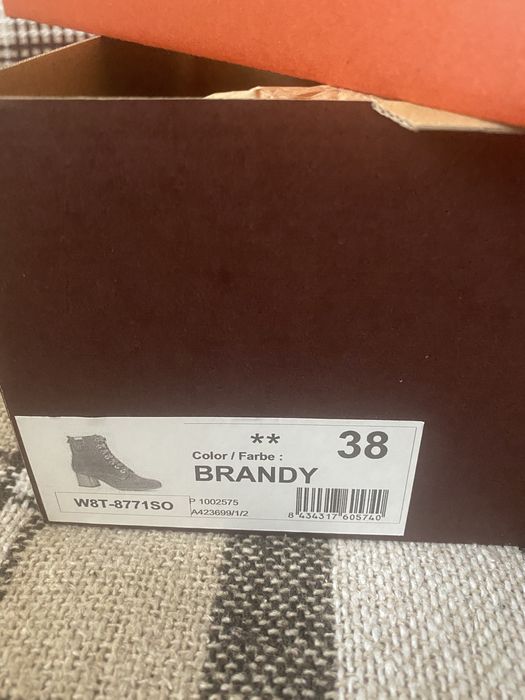 ** 38
Color / Farbe :
BRANDY
W8T-8771SO
P 1002575
A423699/1/2
8 434317 605740